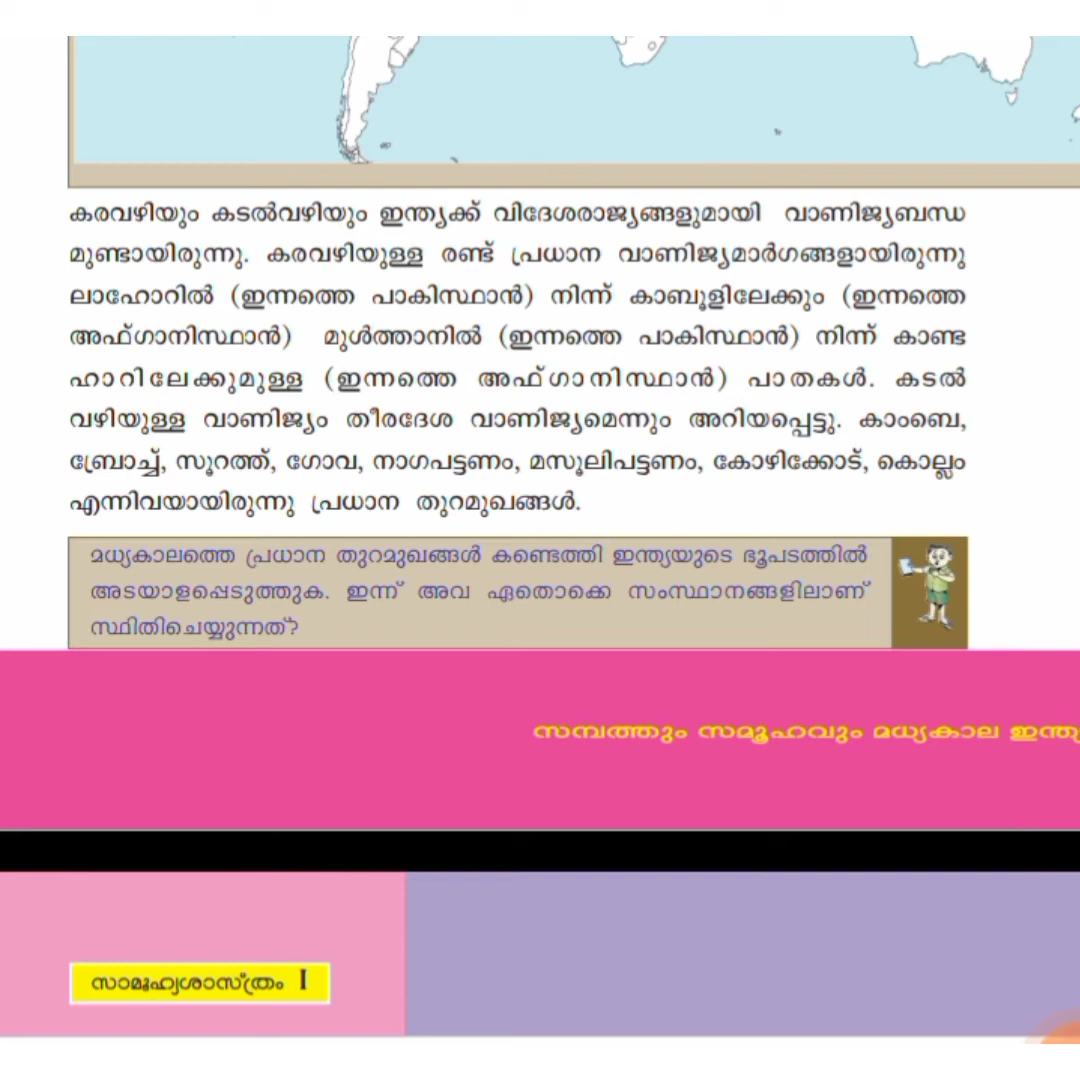 കരവഴിയും കടൽവഴിയും ഇന്ത്യക്ക് വിദേശരാജ്യങ്ങളുമായി വാണിജ്യബന്ധ
മുണ്ടായിരുന്നു. കരവഴിയുള്ള രണ്ട് പ്രധാന വാണിജ്യമാർഗങ്ങളായിരുന്നു
ലാഹോറിൽ (ഇന്നത്തെ പാകിസ്ഥാൻ) നിന്ന് കാബൂളിലേക്കും (ഇന്നത്തെ
അഫ്ഗാനിസ്ഥാൻ) മുൾത്താനിൽ (ഇന്നത്തെ പാകിസ്ഥാൻ) നിന്ന് കാണ്ട
ഹാറിലേക്കുമുള്ള (ഇന്നത്തെ അഫ്ഗാനിസ്ഥാൻ) പാതകൾ. കടൽ
വഴിയുള്ള വാണിജ്യം തീരദേശ വാണിജ്യമെന്നും അറിയപ്പെട്ടു. കാംബെ,
ബ്രോച്ച്, സൂറത്ത്, ഗോവ, നാഗപട്ടണം, മസൂലിപട്ടണം, കോഴിക്കോട്, കൊല്ലം
എന്നിവയായിരുന്നു പ്രധാന തുറമുഖങ്ങൾ.
മധ്യകാലത്തെ പ്രധാന തുറമുഖങ്ങൾ കണ്ടെത്തി ഇന്ത്യയുടെ ഭൂപടത്തിൽ
അടയാളപ്പെടുത്തുക. ഇന്ന് അവ ഏതൊക്കെ സംസ്ഥാനങ്ങളിലാണ്
സ്ഥിതിചെയ്യുന്നത്?
സമ്പത്തും സമൂഹവും മധ്യകാല
സാമൂഹ്യശാസ്ത്രം I